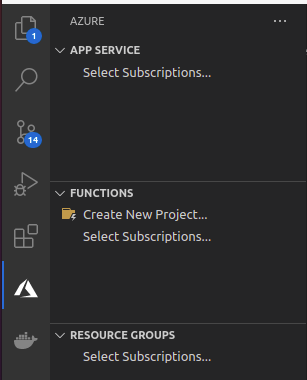 AZURE
1
APP SERVICE
Select Subscriptions...
14
FUNCTIONS
Create New Project...
Select Subscriptions...
RESOURCE GROUPS
Select Subscriptions...